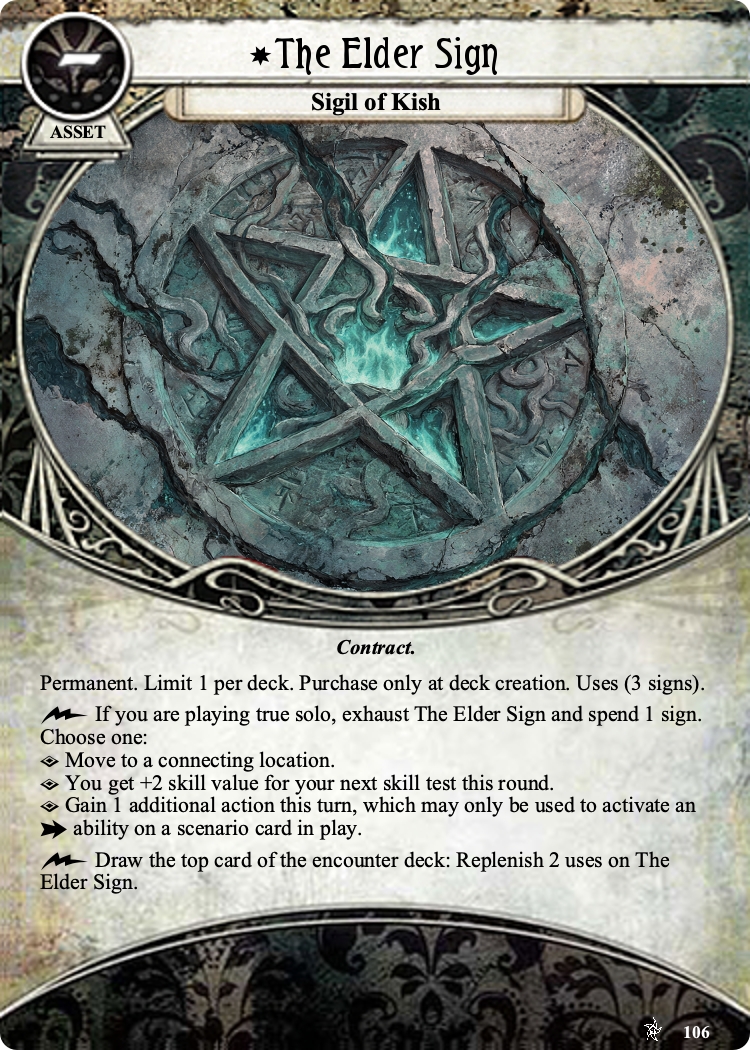 The Elder Sign
Sigil of Kish
ASSET
Contract.
Permanent. Limit 1 per deck. Purchase only at deck creation. Uses (3 signs).
If you are playing true solo, exhaust The Elder Sign and spend 1 sign.
Choose one:
Move to a connecting location.
You get +2 skill value for your next skill test this round.
Gain 1 additional action this turn, which may only be used to activate an
ability on a scenario card in play.
Draw the top card of the encounter deck: Replenish 2 uses on The
Elder Sign.
106